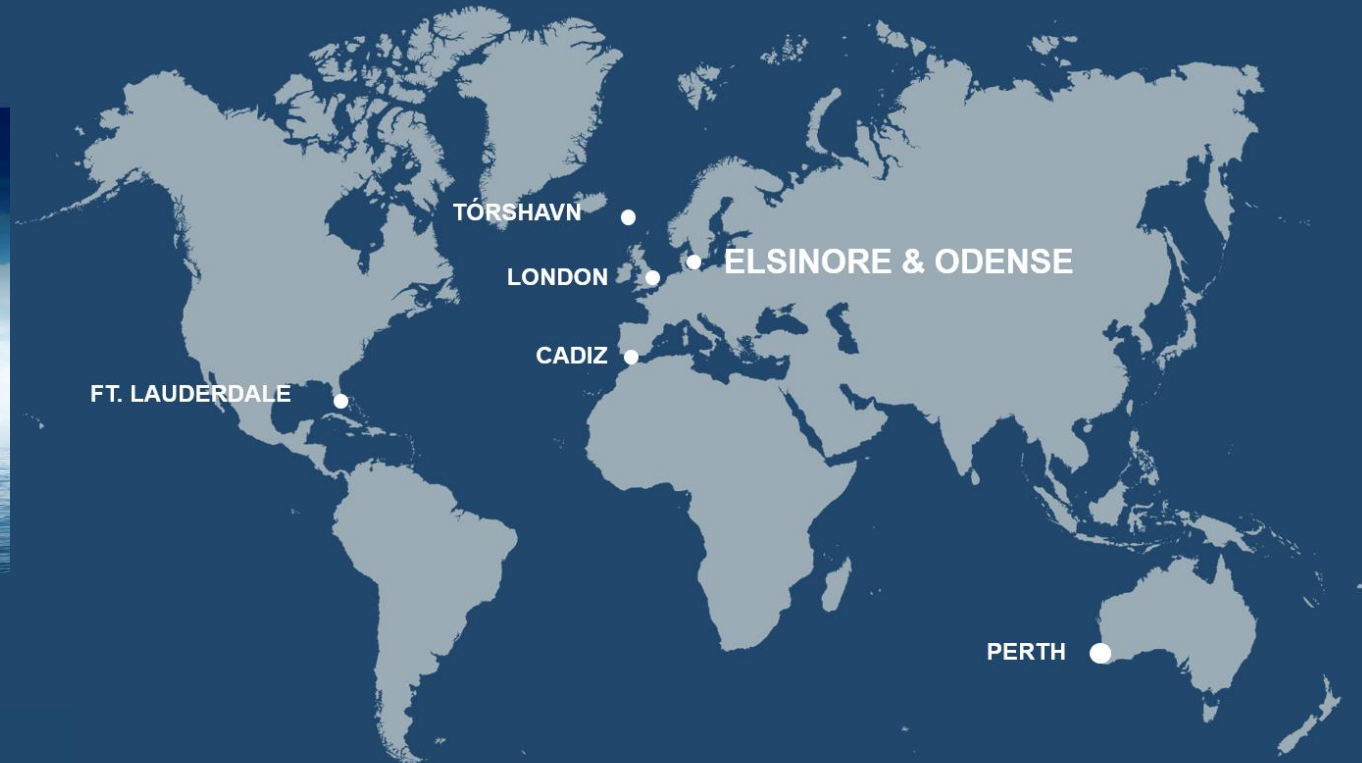 TÓRSHAVN
ELSINORE & ODENSE
LONDON
CADIZ
FT. LAUDERDALE
PERTH